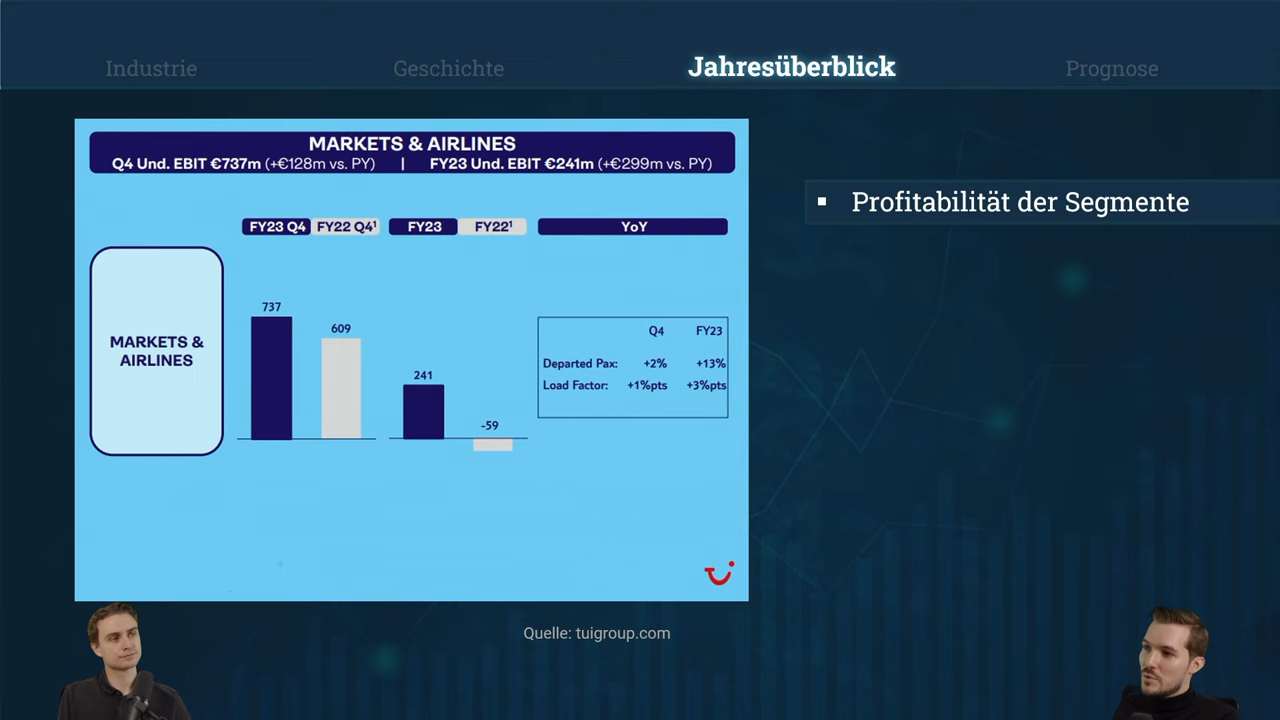 Industrie
Geschichte
Jahresüberblick
Prognose
MARKETS & AIRLINES
Q4 Und. EBIT €737m (+€128m vs. PY) | FY23 Und. EBIT €241m (+€299m vs. PY)
FY23 Q4 FY22 Q4¹ FY23 FY22¹ YoY
MARKETS &
AIRLINES
737
609
241
-59
Q4 FY23
Departed Pax: +2% +13%
Load Factor: +1%pts +3%pts
▪ Profitabilität der Segmente
Quelle: tuigroup.com